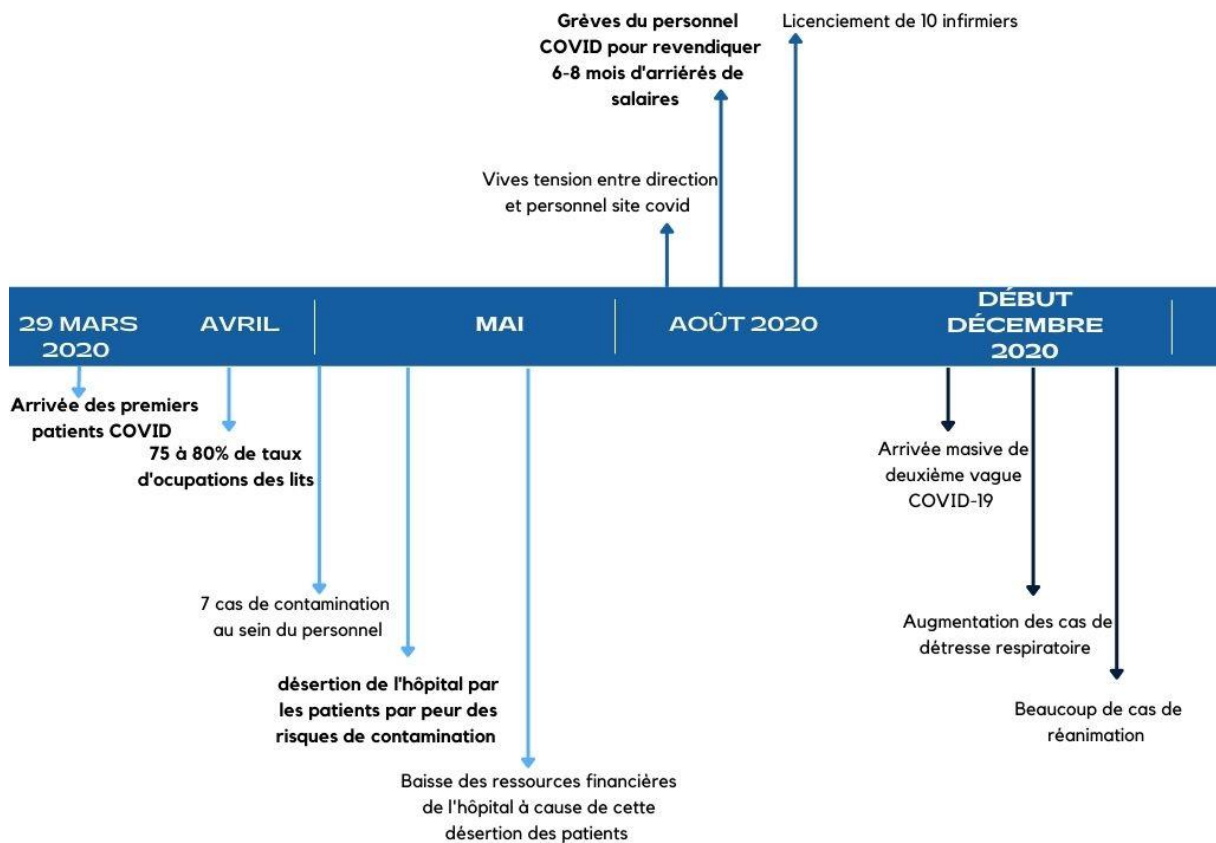 Grèves du personnel
COVID pour revendiquer
6-8 mois d'arriérés de
salaires
Licenciement de 10 infirmiers
Vives tension entre direction
et personnel site covid
29 MARS
2020
AVRIL
MAI
AOÛT 2020
DÉBUT
DÉCEMBRE
2020
Arrivée des premiers
patients COVID
75 à 80% de taux
d'ocupations des lits
7 cas de contamination
au sein du personnel
désertion de l'hôpital par
les patients par peur des
risques de contamination
Baisse des ressources financières
de l'hôpital à cause de cette
désertion des patients
Arrivée masive de
deuxième vague
COVID-19
Augmentation des cas de
détresse respiratoire
Beaucoup de cas de
réanimation